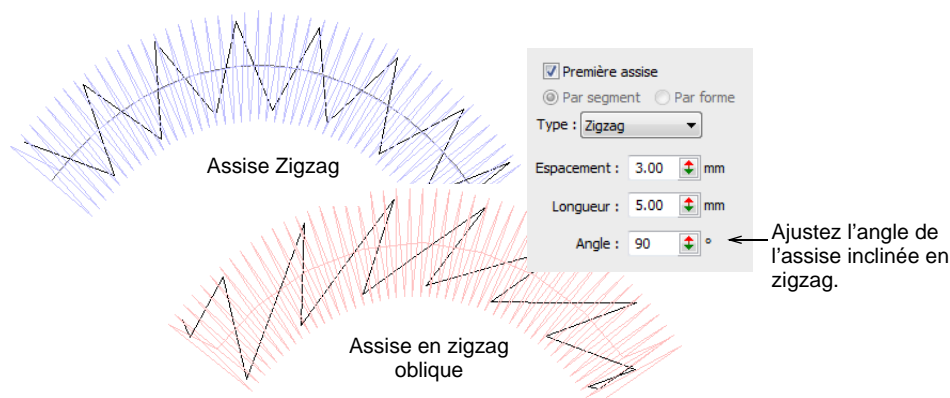 Assise Zigzag
Première assise
Par segment Par forme
Type : Zigzag
Espacement : 3.00 mm
Longueur : 5.00 mm
Angle : 90 °
Ajustez l’angle de
l’assise inclinée en
zigzag.
Assise en zigzag
oblique